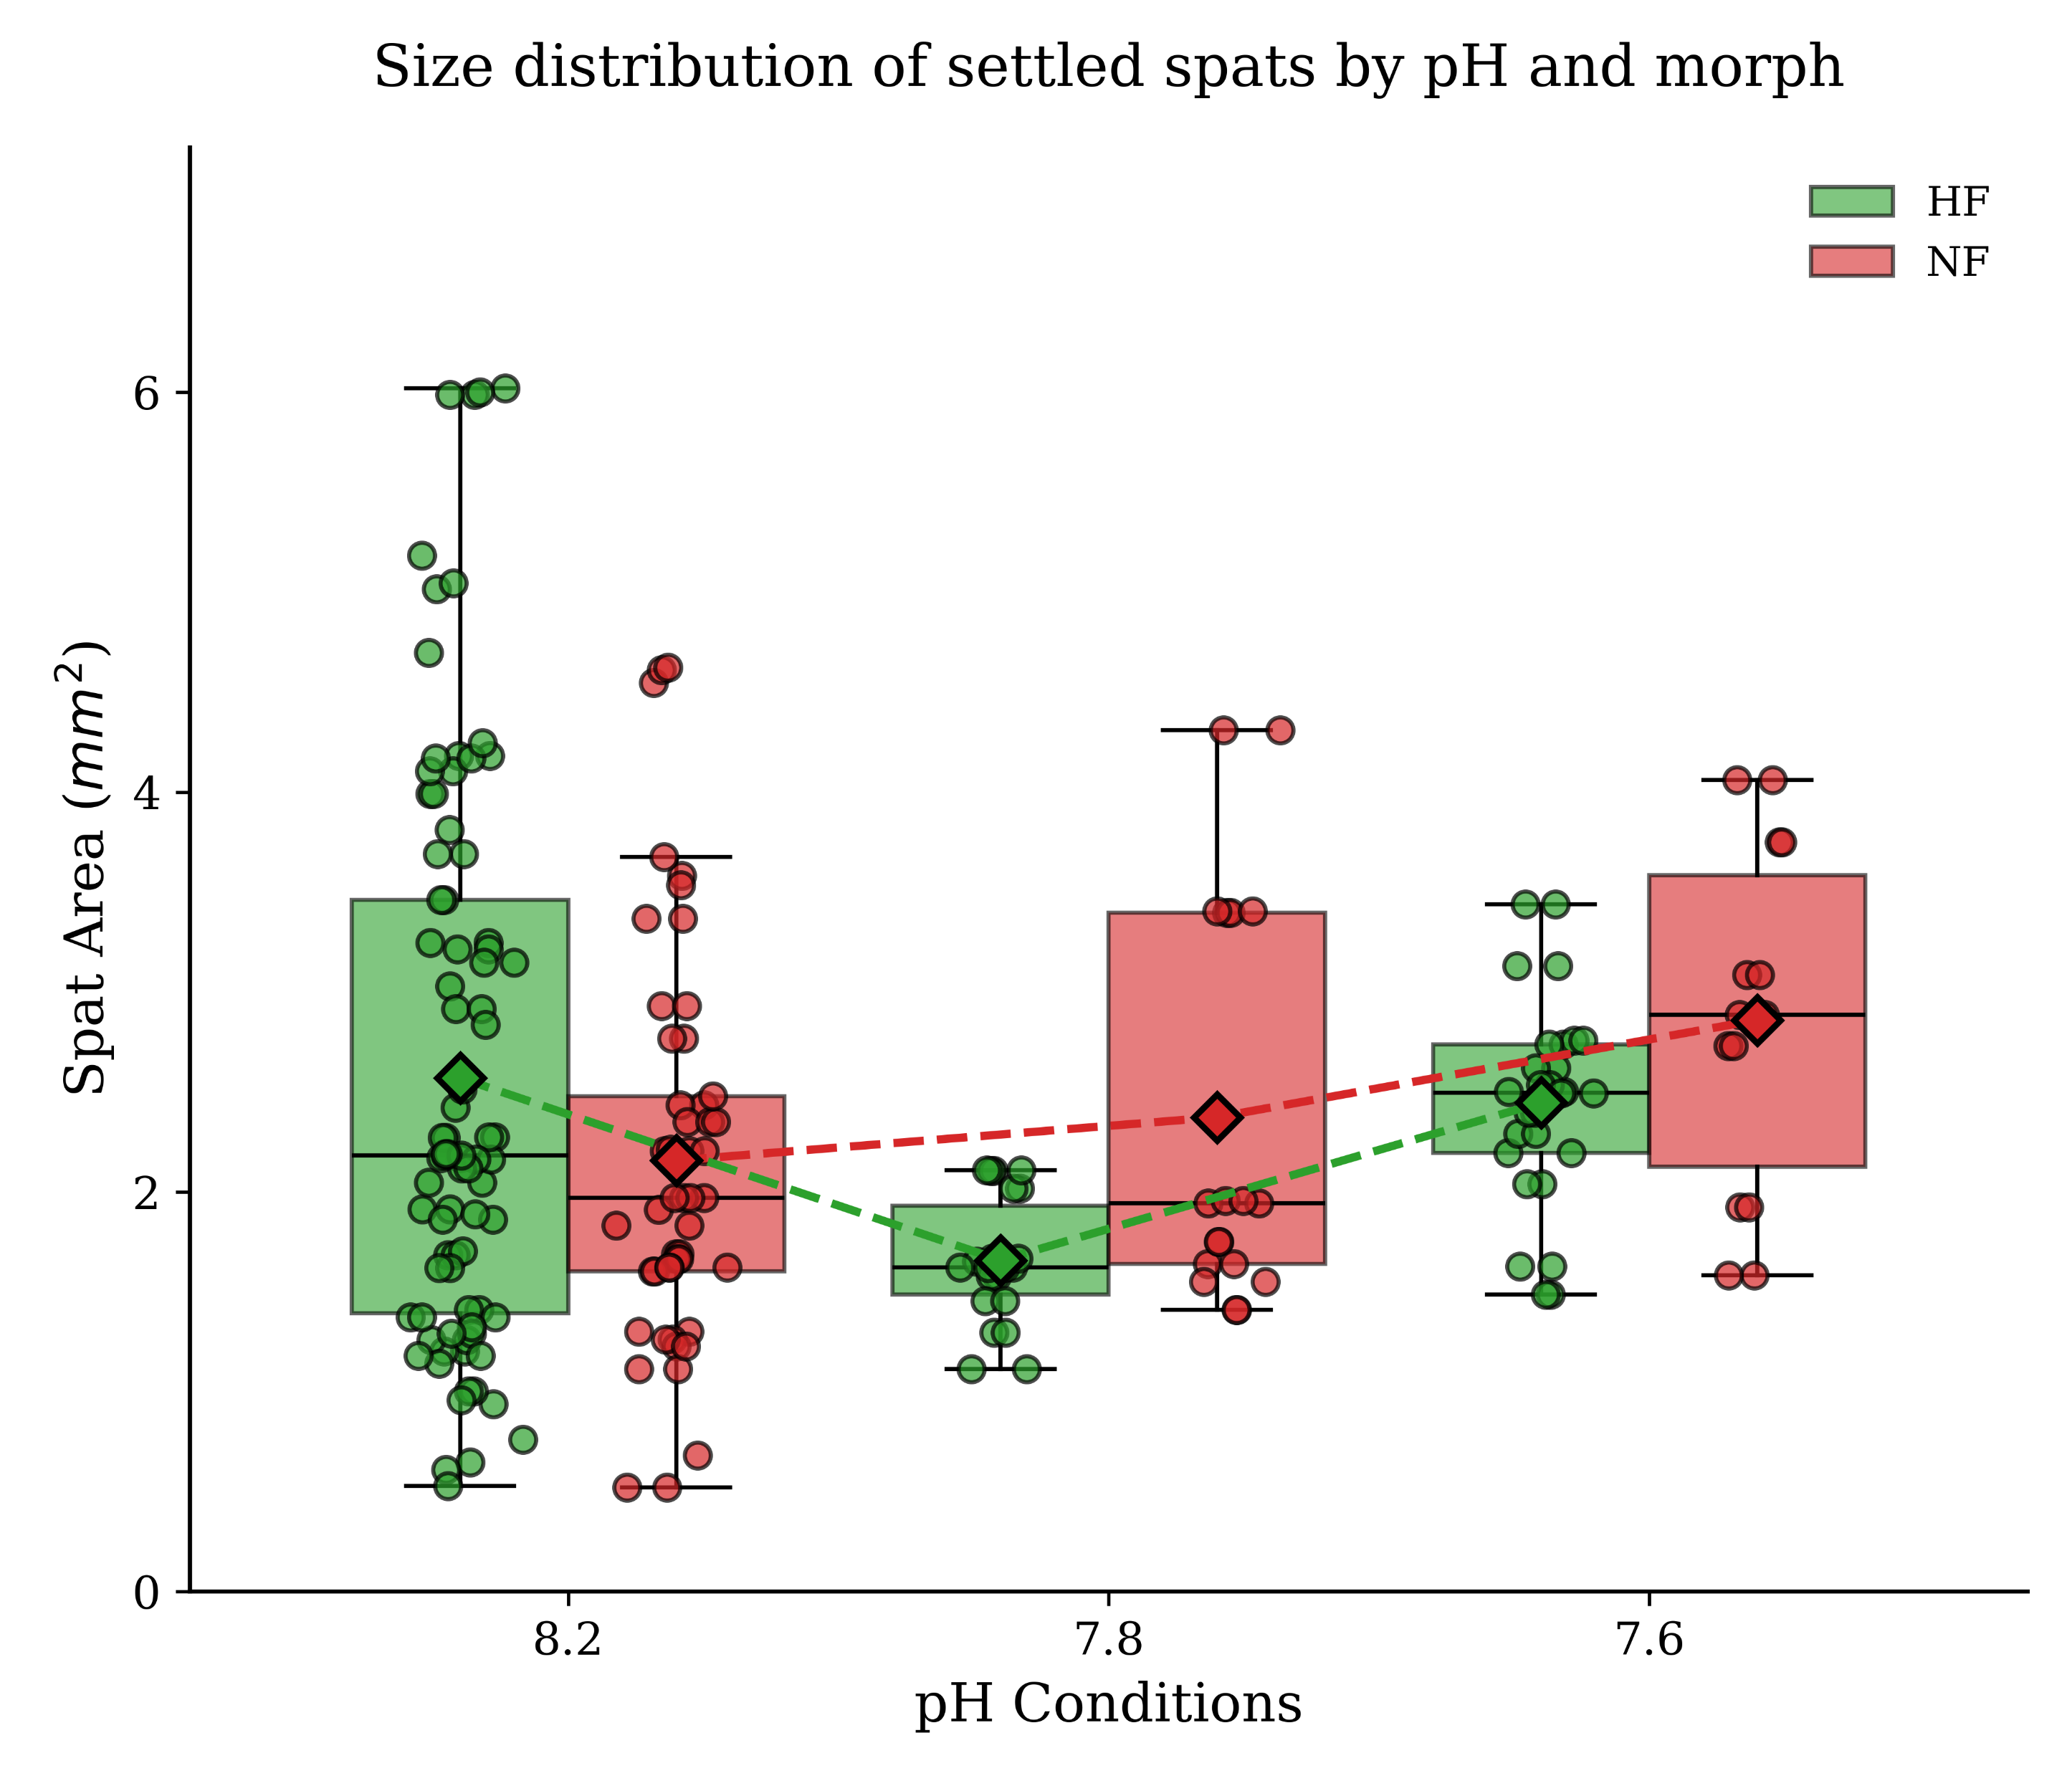 Size distribution of settled spats by pH and morph
HF
NF
Spat Area (mm²)
6
4
2
0
8.2
7.8
7.6
pH Conditions